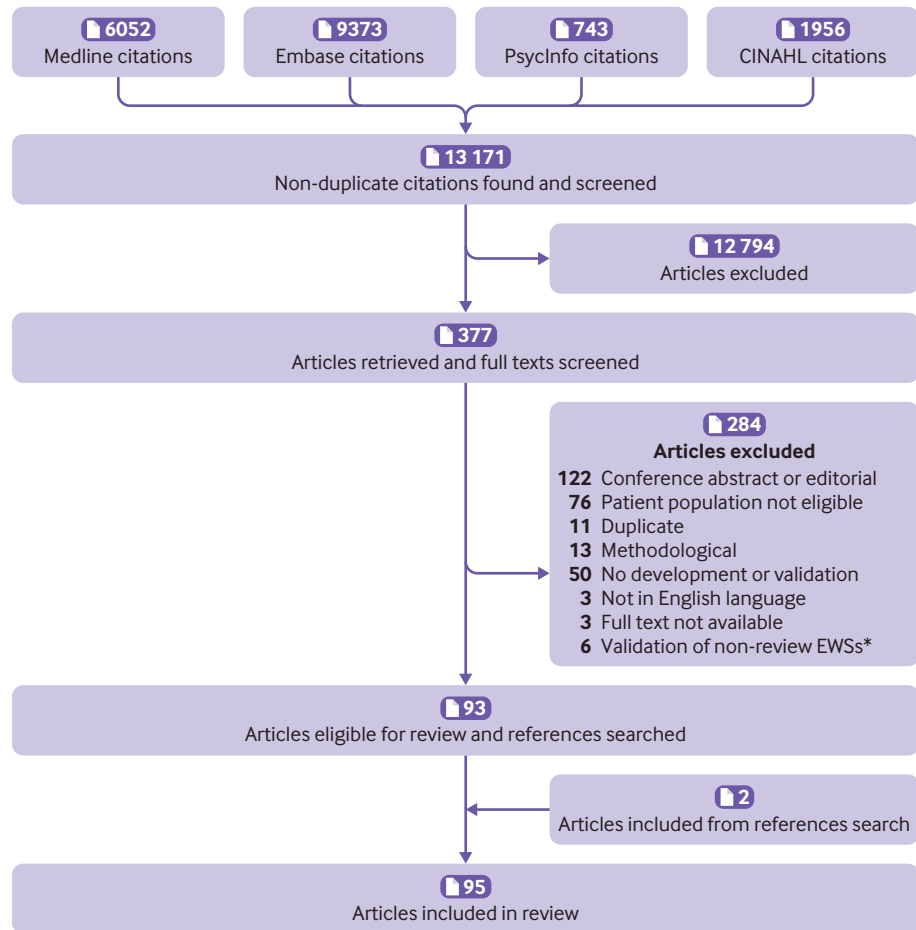 6052
Medline citations
9373
Embase citations
743
PsycInfo citations
1956
CINAHL citations
13 171
Non-duplicate citations found and screened
12 794
Articles excluded
377
Articles retrieved and full texts screened
284
Articles excluded
122 Conference abstract or editorial
76 Patient population not eligible
11 Duplicate
13 Methodological
50 No development or validation
3 Not in English language
3 Full text not available
6 Validation of non-review EWSs*
93
Articles eligible for review and references searched
2
Articles included from references search
95
Articles included in review